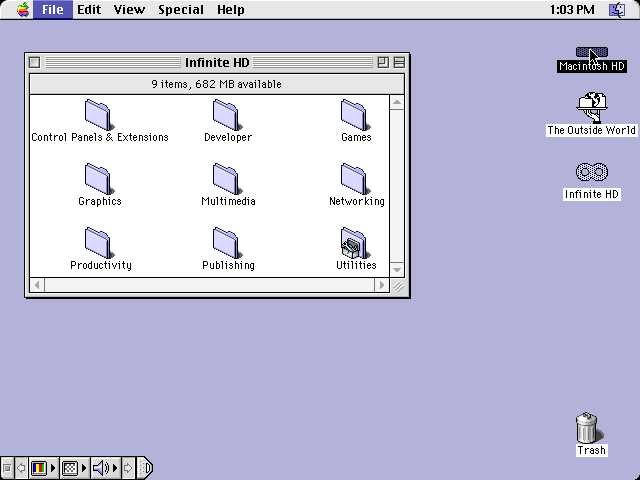 File Edit View Special Help 1:03 PM
Infinite HD
9 items, 682 MB available
Control Panels & Extensions
Developer
Games
Graphics
Multimedia
Networking
Productivity
Publishing
Utilities
Macintosh HD
The Outside World
Infinite HD
Trash